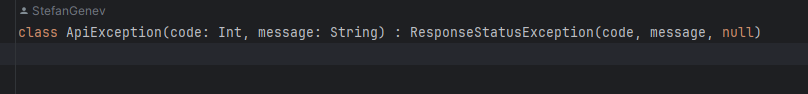 StefanGenev
class ApiException(code: Int, message: String) : ResponseStatusException(code, message, null)